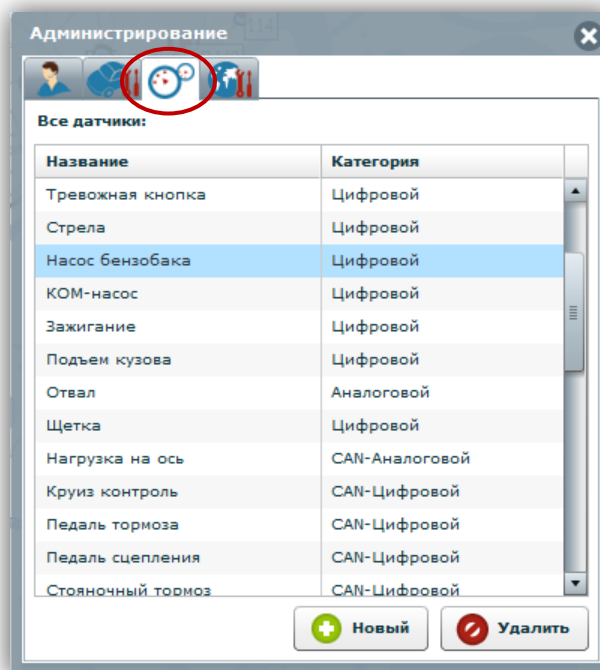 114
Администрирование
Все датчики:
Название Категория
Тревожная кнопка Цифровой
Стрела Цифровой
Насос бензобака Цифровой
КОМ-насос Цифровой
Зажигание Цифровой
Подъем кузова Цифровой
Отвал Аналоговой
Щетка Цифровой
Нагрузка на ось CAN-Аналоговой
Круиз контроль CAN-Цифровой
Педаль тормоза CAN-Цифровой
Педаль сцепления CAN-Цифровой
Стояночный тормоз CAN-Цифровой
Новый Удалить